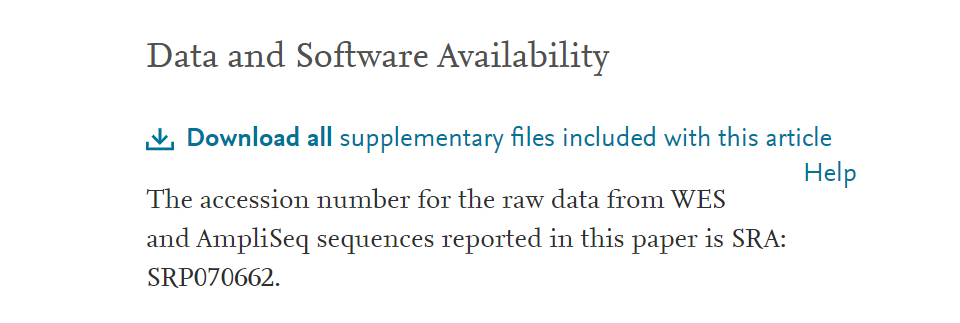 Data and Software Availability
Download all supplementary files included with this article
Help
The accession number for the raw data from WES
and AmpliSeq sequences reported in this paper is SRA:
SRP070662.